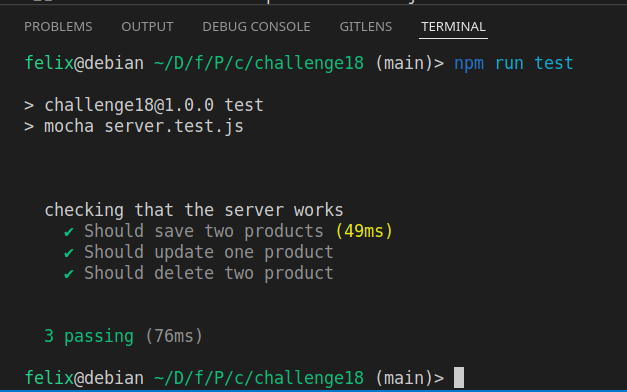 PROBLEMS OUTPUT DEBUG CONSOLE GITLENS TERMINAL
felix@debian ~/D/f/P/c/challenge18 (main)> npm run test
> challenge18@1.0.0 test
> mocha server.test.js
checking that the server works
✔ Should save two products (49ms)
✔ Should update one product
✔ Should delete two product
3 passing (76ms)
felix@debian ~/D/f/P/c/challenge18 (main)>